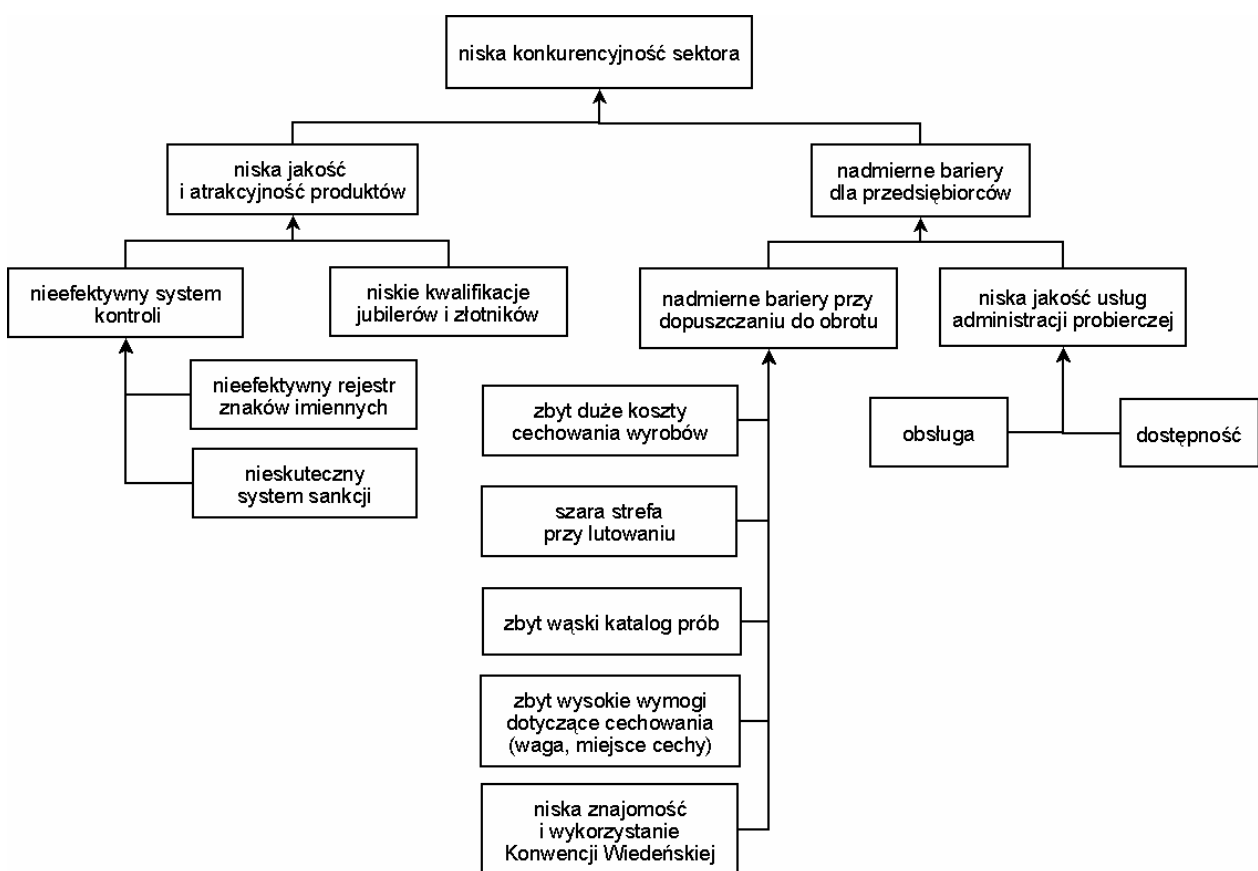 niska konkurencyjność sektora
niska jakość
i atrakcyjność produktów
nadmierne bariery
dla przedsiębiorców
nieefektywny system
kontroli
niskie kwalifikacje
jubilerów i złotników
nadmierne bariery przy
dopuszczaniu do obrotu
niska jakość usług
administracji probierczej
nieefektywny rejestr
znaków imiennych
nieskuteczny
system sankcji
zbyt duże koszty
cechowania wyrobów
szara strefa
przy lutowaniu
zbyt wąski katalog prób
zbyt wysokie wymogi
dotyczące cechowania
(waga, miejsce cechy)
niska znajomość
i wykorzystanie
Konwencji Wiedeńskiej
obsługa
dostępność